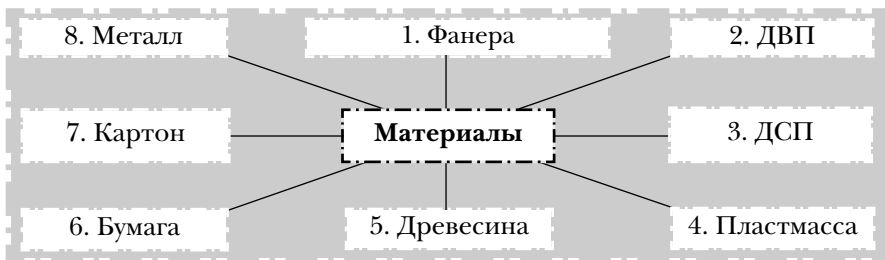 8. Металл
1. Фанера
2. ДВП
7. Картон
Материалы
3. ДСП
6. Бумага
5. Древесина
4. Пластмасса